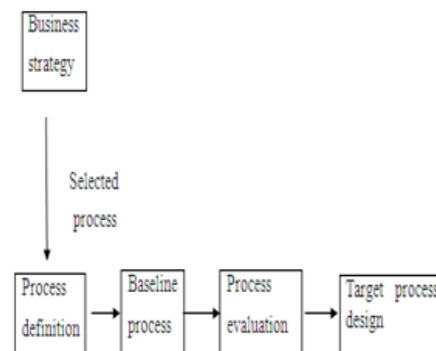 Business
strategy
Selected
process
Process
definition
Baseline
process
Process
evaluation
Target process
design